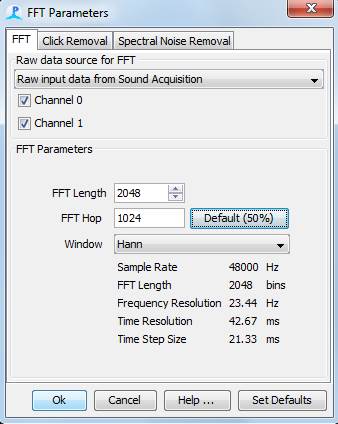 FFT Parameters
FFT Click Removal Spectral Noise Removal
Raw data source for FFT
Raw input data from Sound Acquisition
Channel 0
Channel 1
FFT Parameters
FFT Length 2048
FFT Hop 1024 Default (50%)
Window Hann
Sample Rate 48000 Hz
FFT Length 2048 bins
Frequency Resolution 23.44 Hz
Time Resolution 42.67 ms
Time Step Size 21.33 ms
Ok Cancel Help ... Set Defaults